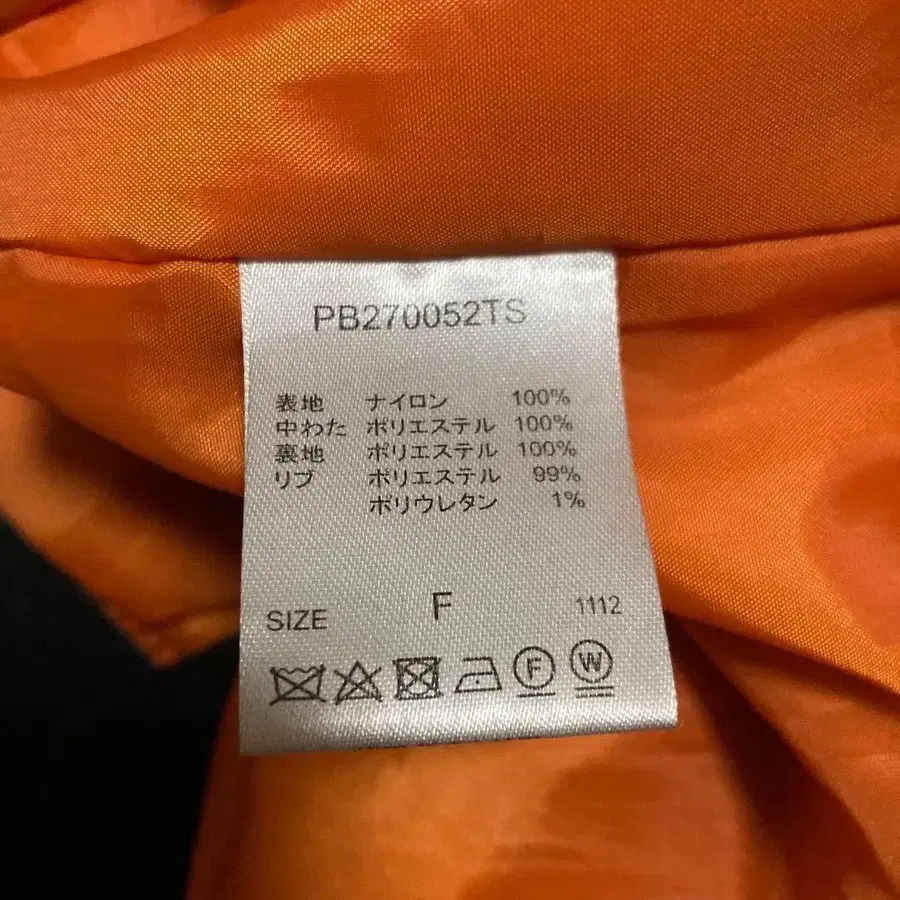 PB270052TS
表地 ナイロン 100%
中わた ポリエステル 100%
裏地 ポリエステル 100%
リブ ポリエステル 99%
ポリウレタン 1%
SIZE F 1112
F W